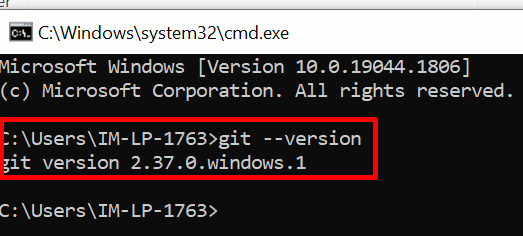 C:\Windows\system32\cmd.exe
Microsoft Windows [Version 10.0.19044.1806]
(c) Microsoft Corporation. All rights reserved.
C:\Users\IM-LP-1763>git --version
git version 2.37.0.windows.1
C:\Users\IM-LP-1763>